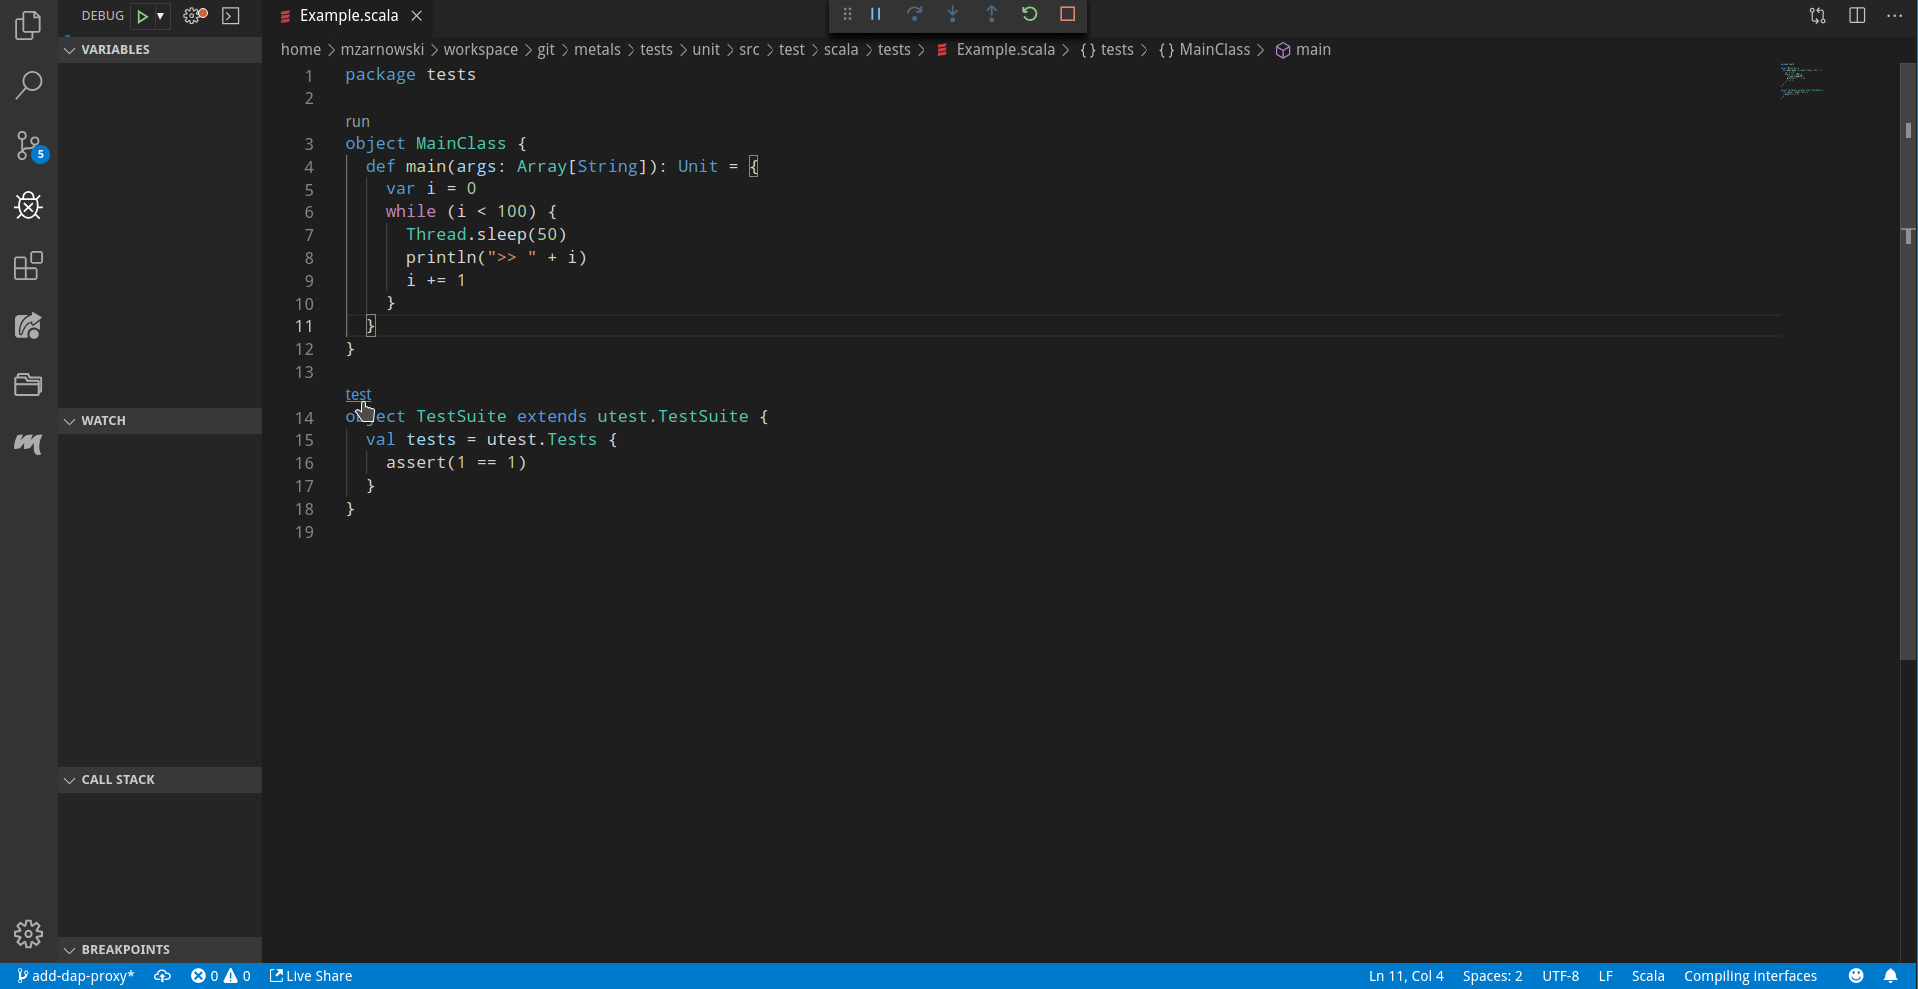 DEBUG
Example.scala
VARIABLES
home > mzarnowski > workspace > git > metals > tests > unit > src > test > scala > tests > Example.scala > {} tests > {} MainClass > main
1 package tests
2
run
3 object MainClass {
4 def main(args: Array[String]): Unit = {
5 var i = 0
6 while (i < 100) {
7 Thread.sleep(50)
8 println(">> " + i)
9 i += 1
10 }
11 }
12 }
13
test
14 object TestSuite extends utest.TestSuite {
15 val tests = utest.Tests {
16 assert(1 == 1)
17 }
18 }
19
5
WATCH
CALL STACK
BREAKPOINTS
add-dap-proxy* 0 0 Live Share Ln 11, Col 4 Spaces: 2 UTF-8 LF Scala Compiling interfaces